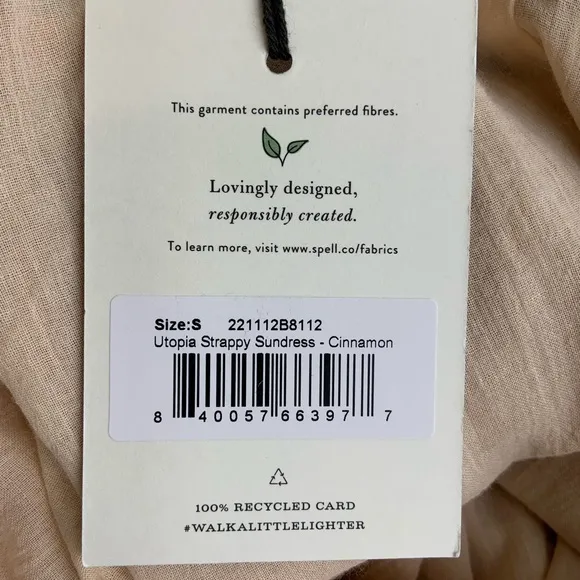 This garment contains preferred fibres.
Lovingly designed,
responsibly created.
To learn more, visit www.spell.co/fabrics
Size:S 221112B8112
Utopia Strappy Sundress - Cinnamon
8 40057 66397 7
100% RECYCLED CARD
#WALKALITTLELIGHTER